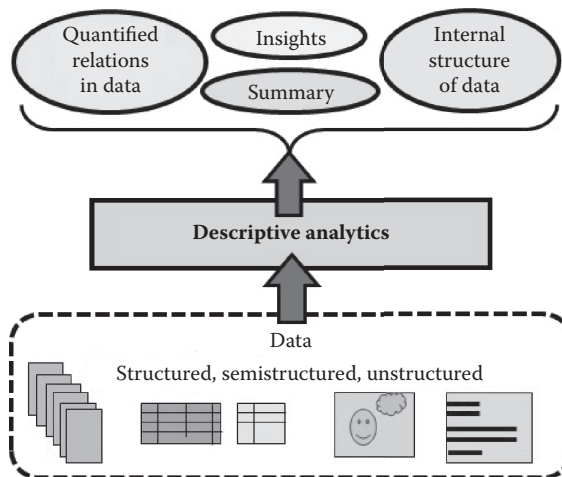 Quantified
relations
in data
Insights
Summary
Internal
structure
of data
Descriptive analytics
Data
Structured, semistructured, unstructured